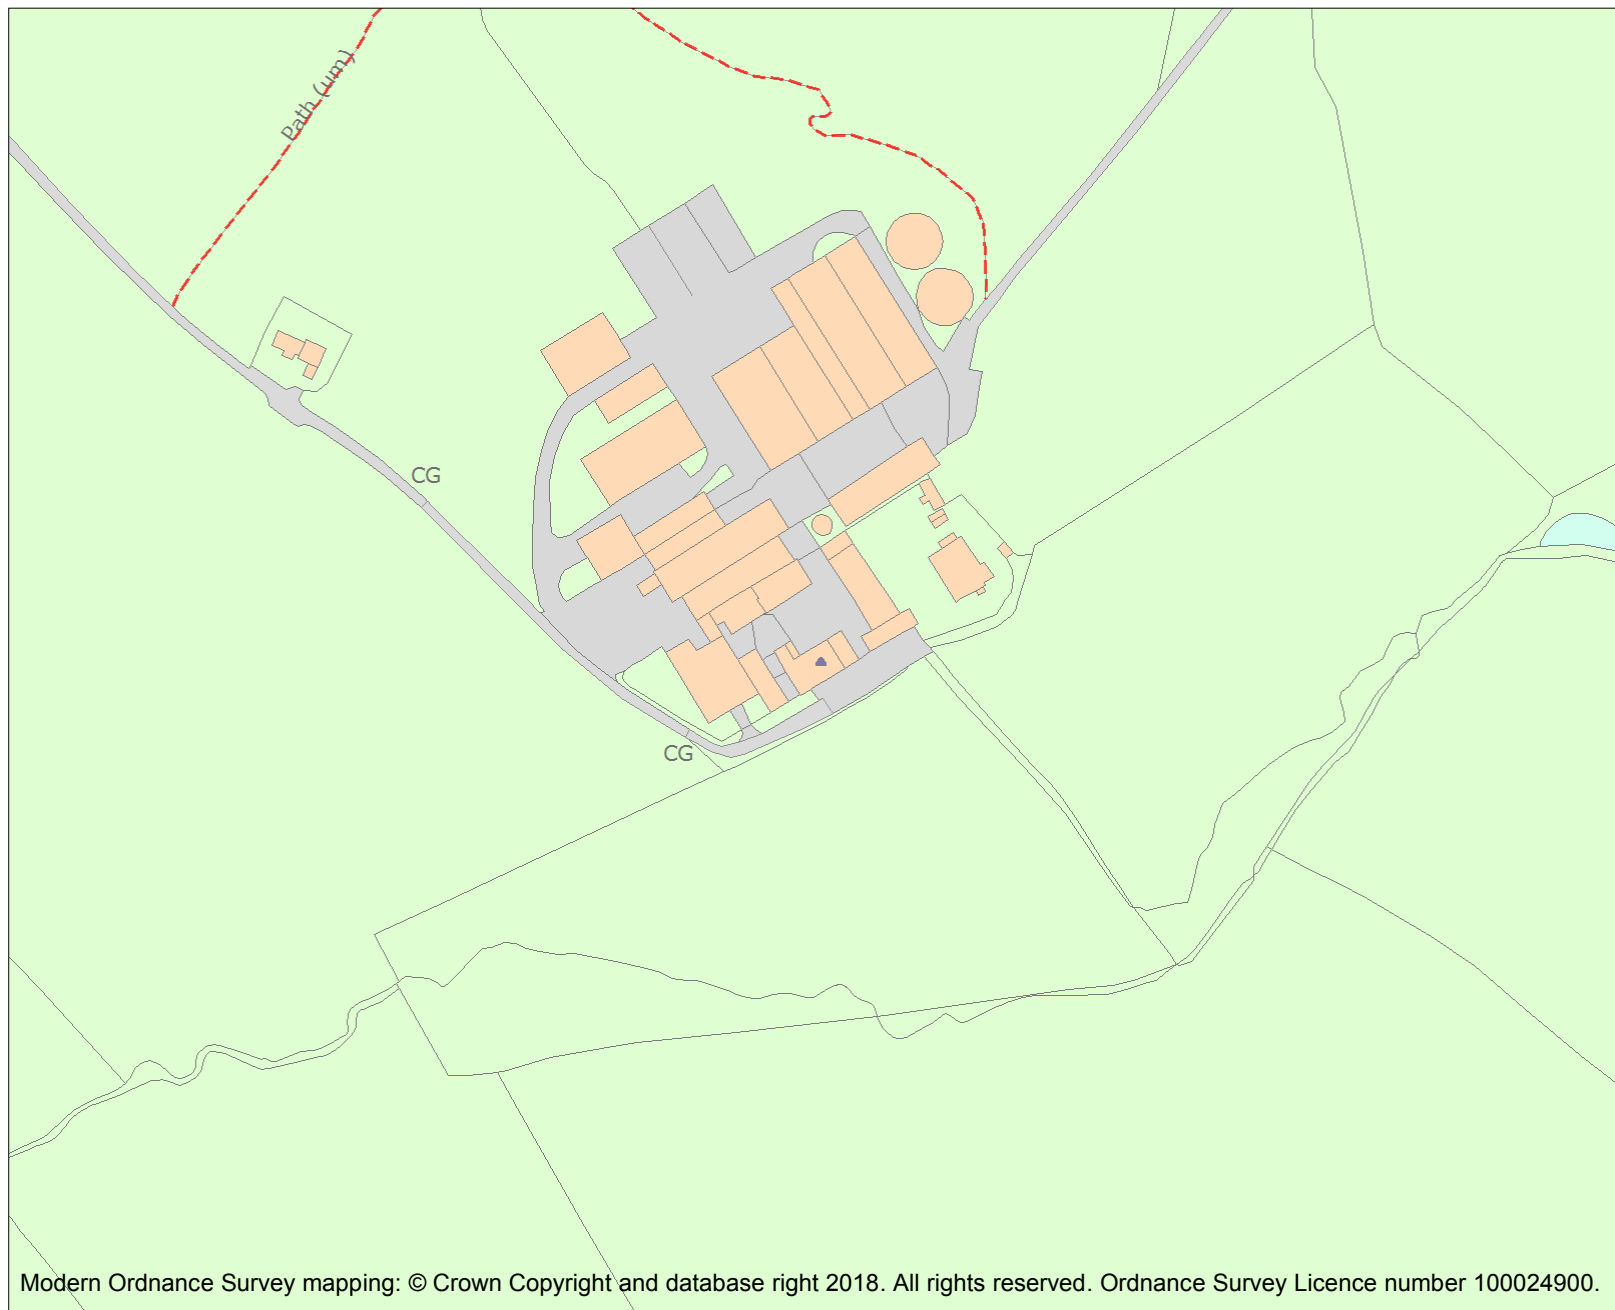 Path (um)
CG
CG
Modern Ordnance Survey mapping: © Crown Copyright and database right 2018. All rights reserved. Ordnance Survey Licence number 100024900.